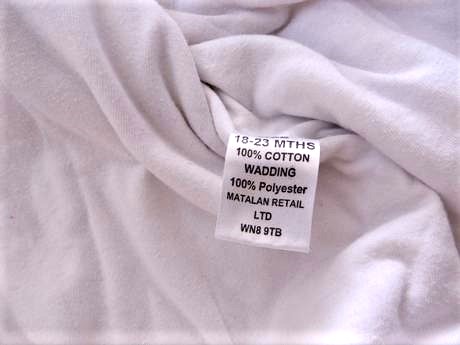 18-23 MTHS
100% COTTON
WADDING
100% Polyester
MATALAN RETAIL
LTD
WN8 9TB